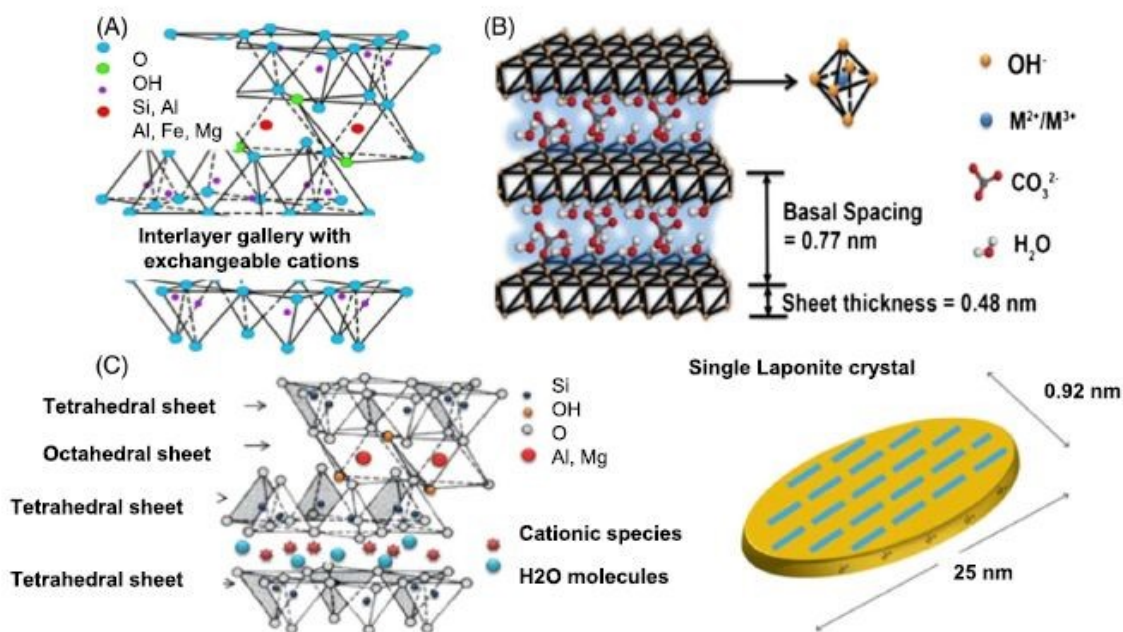 (A)
O
OH
Si, Al
Al, Fe, Mg
Interlayer gallery with
exchangeable cations
(B)
OH⁻
M²⁺/M³⁺
CO₃²⁻
H₂O
Basal Spacing
= 0.77 nm
Sheet thickness = 0.48 nm
(C)
Tetrahedral sheet
Octahedral sheet
Tetrahedral sheet
Tetrahedral sheet
Si
OH
O
Al, Mg
Cationic species
H2O molecules
Single Laponite crystal
0.92 nm
25 nm